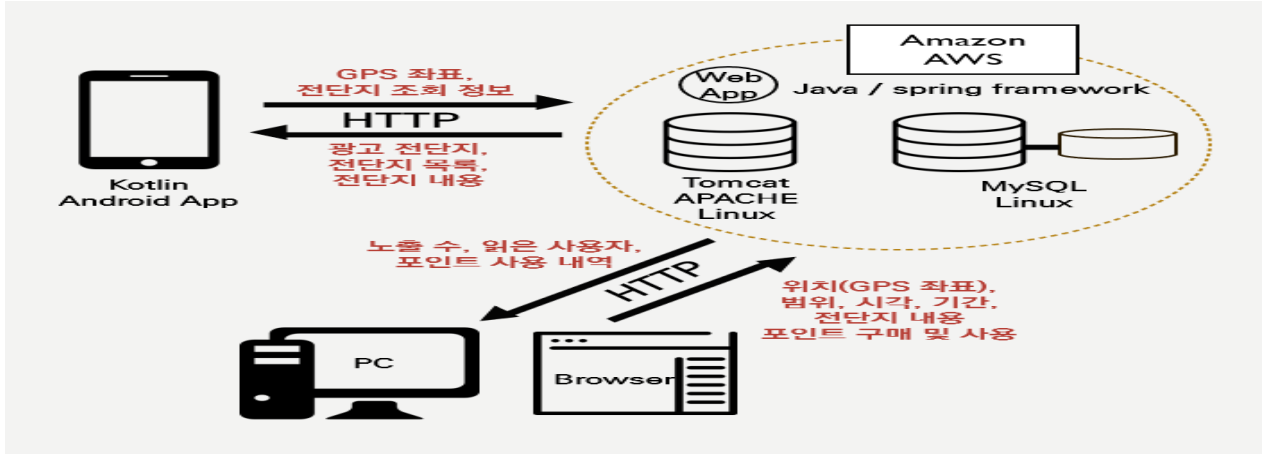 Amazon
AWS
Web
App
Java / spring framework
GPS 좌표,
전단지 조회 정보
HTTP
광고 전단지,
전단지 목록,
전단지 내용
Kotlin
Android App
Tomcat
APACHE
Linux
MySQL
Linux
노출 수, 읽은 사용자,
포인트 사용 내역
HTTP
위치(GPS 좌표),
범위, 시각, 기간,
전단지 내용
포인트 구매 및 사용
PC
Browser